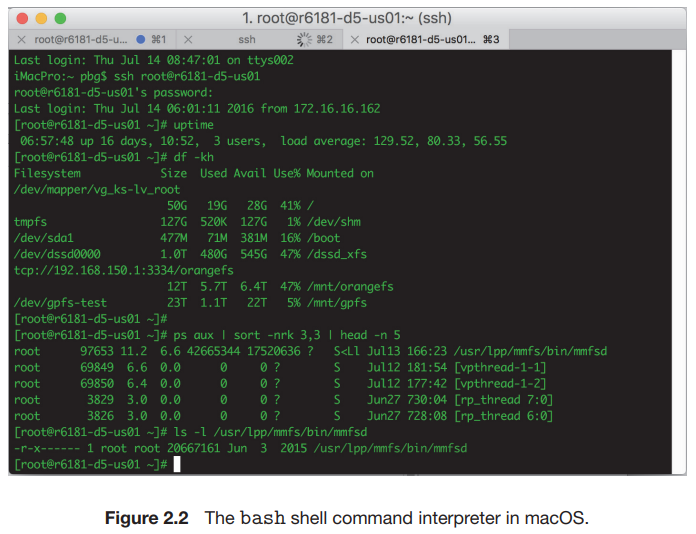 1. root@r6181-d5-us01:~ (ssh)
root@r6181-d5-u... ⌘1 ssh ⌘2 root@r6181-d5-us01... ⌘3
Last login: Thu Jul 14 08:47:01 on ttys002
iMacPro:~ pbg$ ssh root@r6181-d5-us01
root@r6181-d5-us01's password:
Last login: Thu Jul 14 06:01:11 2016 from 172.16.16.162
[root@r6181-d5-us01 ~]# uptime
 06:57:48 up 16 days, 10:52,  3 users,  load average: 129.52, 80.33, 56.55
[root@r6181-d5-us01 ~]# df -kh
Filesystem            Size  Used Avail Use% Mounted on
/dev/mapper/vg_ks-lv_root
                       50G   19G   28G  41% /
tmpfs                 127G  520K  127G   1% /dev/shm
/dev/sda1             477M   71M  381M  16% /boot
/dev/dssd0000         1.0T  480G  545G  47% /dssd_xfs
tcp://192.168.150.1:3334/orangefs
                       12T  5.7T  6.4T  47% /mnt/orangefs
/dev/gpfs-test         23T  1.1T   22T   5% /mnt/gpfs
[root@r6181-d5-us01 ~]#
[root@r6181-d5-us01 ~]# ps aux | sort -nrk 3,3 | head -n 5
root     97653 11.2  6.6 42665344 17520636 ?   S<Ll Jul13 166:23 /usr/lpp/mmfs/bin/mmfsd
root     69849  6.6  0.0      0     0 ?        S    Jul12 181:54 [vpthread-1-1]
root     69850  6.4  0.0      0     0 ?        S    Jul12 177:42 [vpthread-1-2]
root      3829  3.0  0.0      0     0 ?        S    Jun27 730:04 [rp_thread 7:0]
root      3826  3.0  0.0      0     0 ?        S    Jun27 728:08 [rp_thread 6:0]
[root@r6181-d5-us01 ~]# ls -l /usr/lpp/mmfs/bin/mmfsd
-r-x------ 1 root root 20667161 Jun  3  2015 /usr/lpp/mmfs/bin/mmfsd
[root@r6181-d5-us01 ~]#
Figure 2.2 The bash shell command interpreter in macOS.